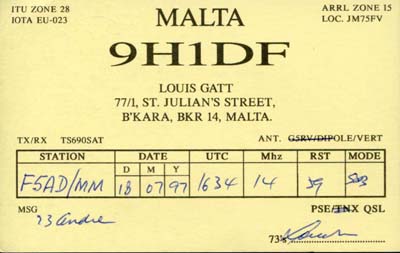 ITU ZONE 28
IOTA EU-023
MALTA
ARRL ZONE 15
LOC. JM75FV
9H1DF
LOUIS GATT
77/1, ST. JULIAN'S STREET,
B'KARA, BKR 14, MALTA.
TX/RX TS690SAT ANT. G5RV/DIPOLE/VERT
STATION DATE UTC Mhz RST MODE
D M Y
F5AD/MM 18 07 97 1634 14 59
MSG 73 andre PSE/TNX QSL
73's